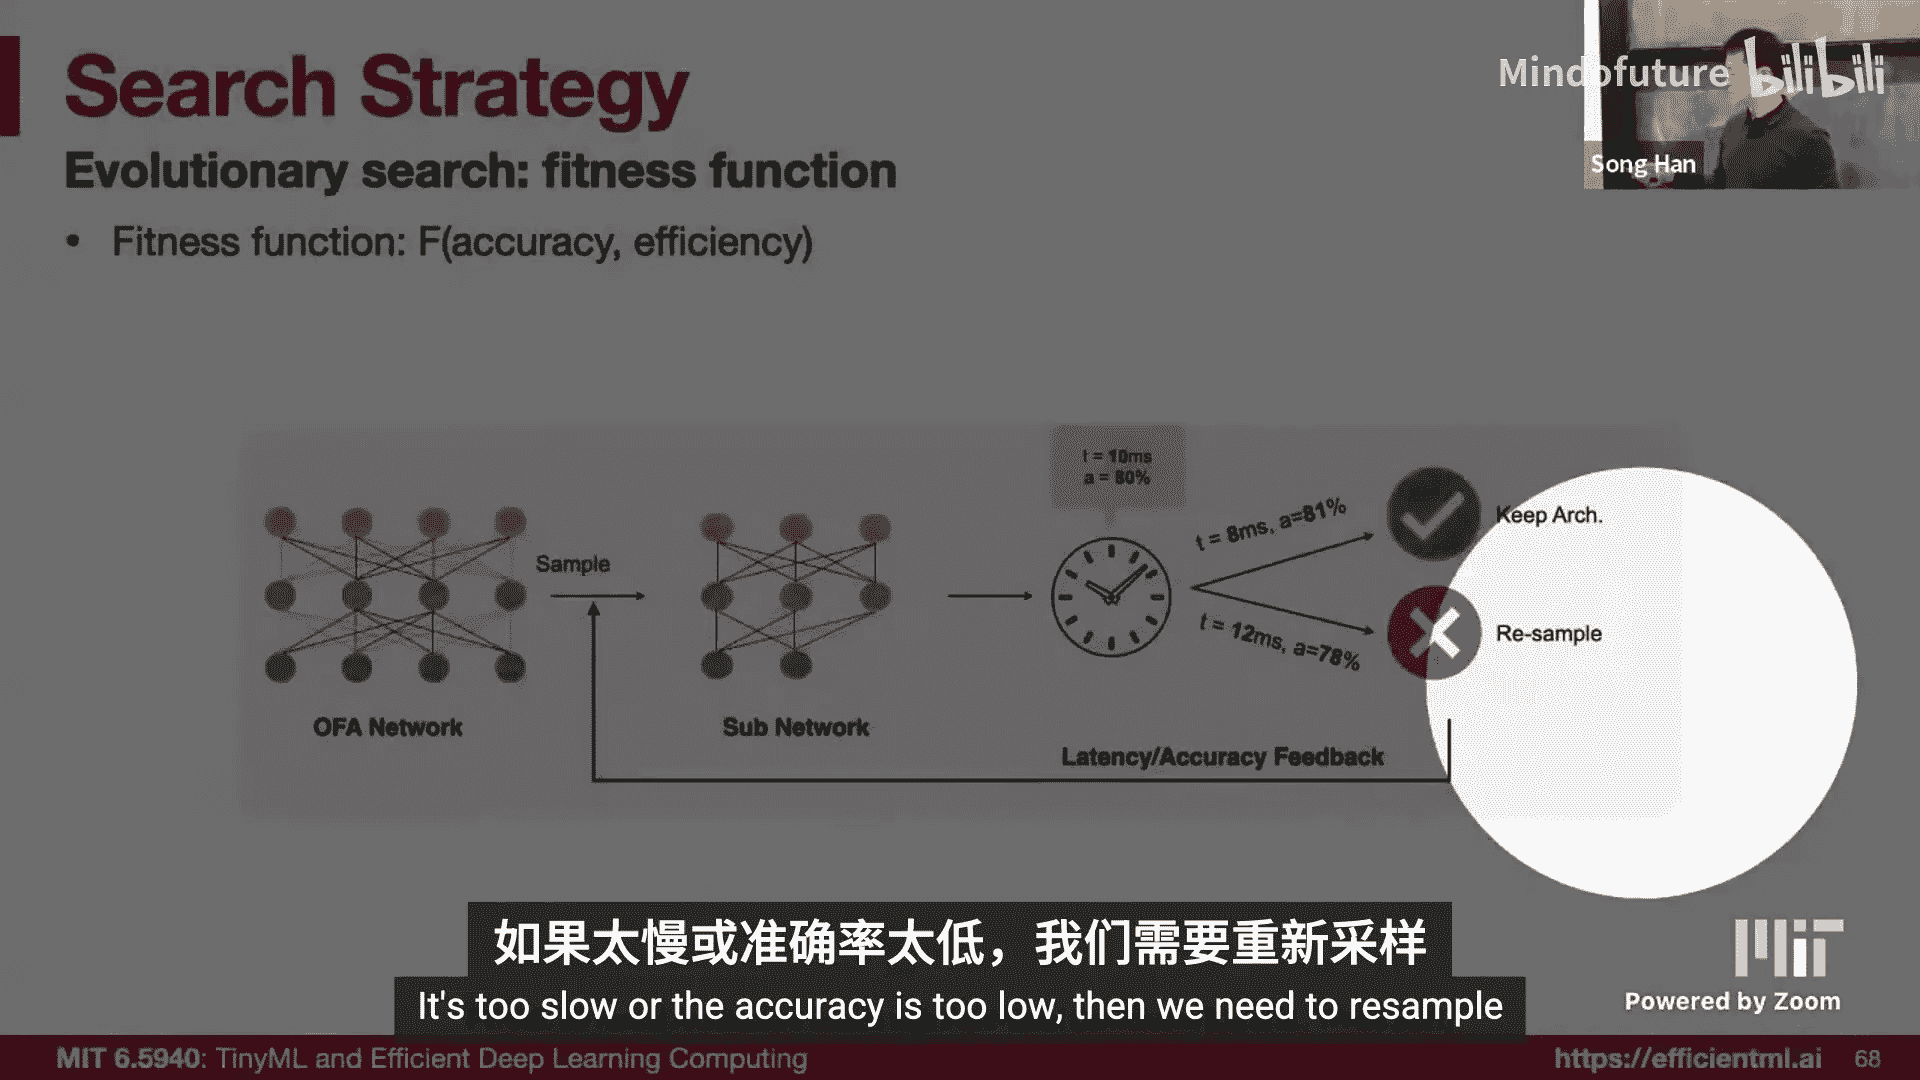 Search Strategy
Mindofuture bilibili
Song Han
Evolutionary search: fitness function
• Fitness function: F(accuracy, efficiency)
t = 10ms
a = 80%
t = 8ms, a=81%
Keep Arch.
Sample
t = 12ms, a=78%
Re-sample
OFA Network
Sub Network
Latency/Accuracy Feedback
如果太慢或准确率太低，我们需要重新采样
It's too slow or the accuracy is too low, then we need to resample
MIT
Powered by Zoom
MIT 6.5940: TinyML and Efficient Deep Learning Computing
https://efficientml.ai
68